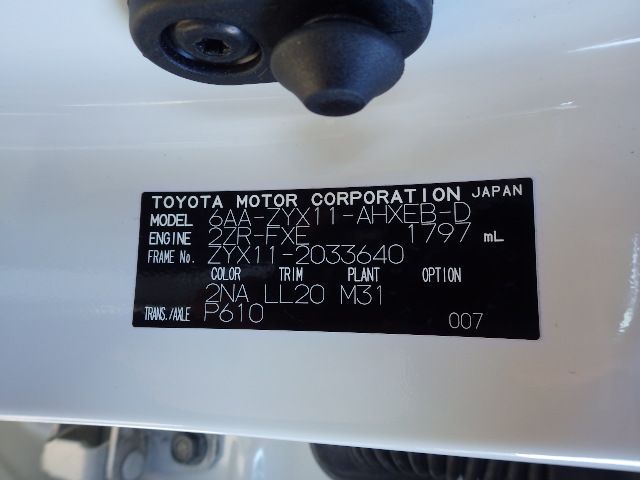 TOYOTA MOTOR CORPORATION JAPAN
MODEL 6AA-ZYX11-AHXEB-D
ENGINE 2ZR-FXE 1797 mL
FRAME No. ZYX11-2033640
COLOR TRIM PLANT OPTION
2NA LL20 M31
TRANS./AXLE P610 007